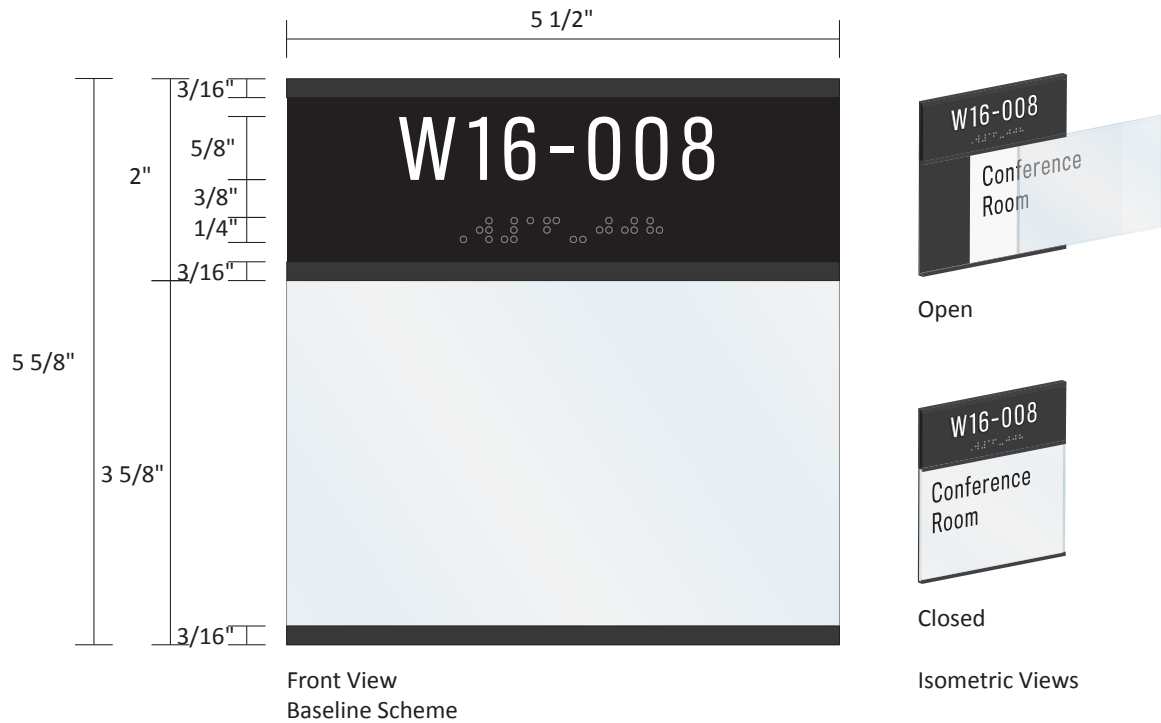 5 1/2"
3/16"
5/8"
2"
3/8"
1/4"
3/16"
5 5/8"
3 5/8"
3/16"
W16-008
Front View
Baseline Scheme
W16-008
Conference
Room
Open
W16-008
Conference
Room
Closed
Isometric Views